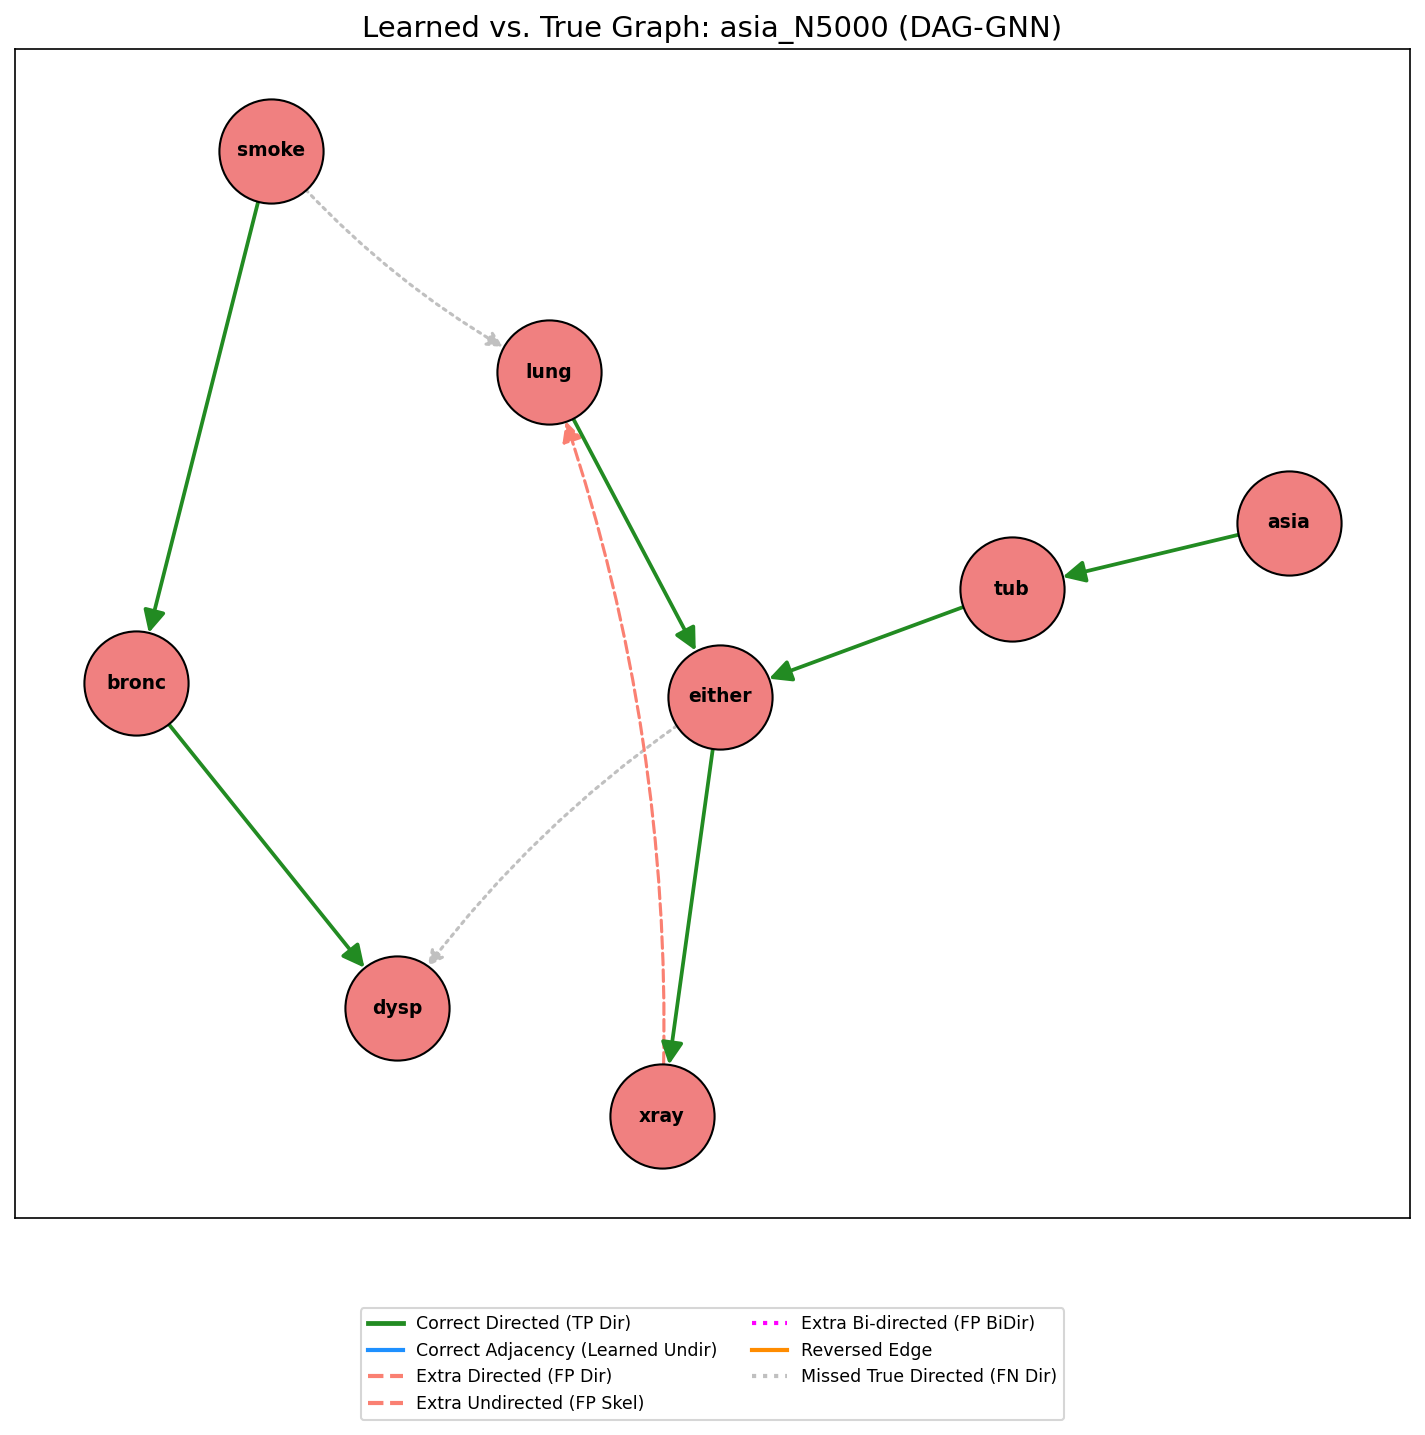 Learned vs. True Graph: asia_N5000 (DAG-GNN)
smoke
lung
asia
tub
bronc
either
dysp
xray
Correct Directed (TP Dir)
Correct Adjacency (Learned Undir)
Extra Directed (FP Dir)
Extra Undirected (FP Skel)
Extra Bi-directed (FP BiDir)
Reversed Edge
Missed True Directed (FN Dir)